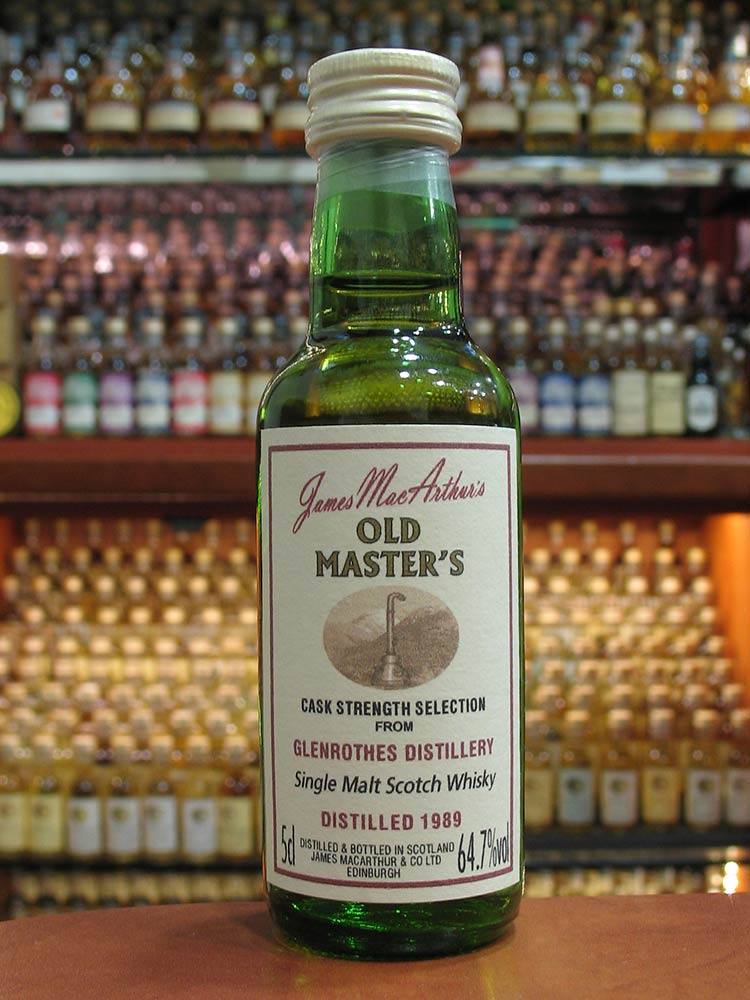 James MacArthur's
OLD
MASTER'S
CASK STRENGTH SELECTION
FROM
GLENROTHES DISTILLERY
Single Malt Scotch Whisky
DISTILLED 1989
5cl DISTILLED & BOTTLED IN SCOTLAND 64.7%vol
JAMES MACARTHUR & CO LTD
EDINBURGH